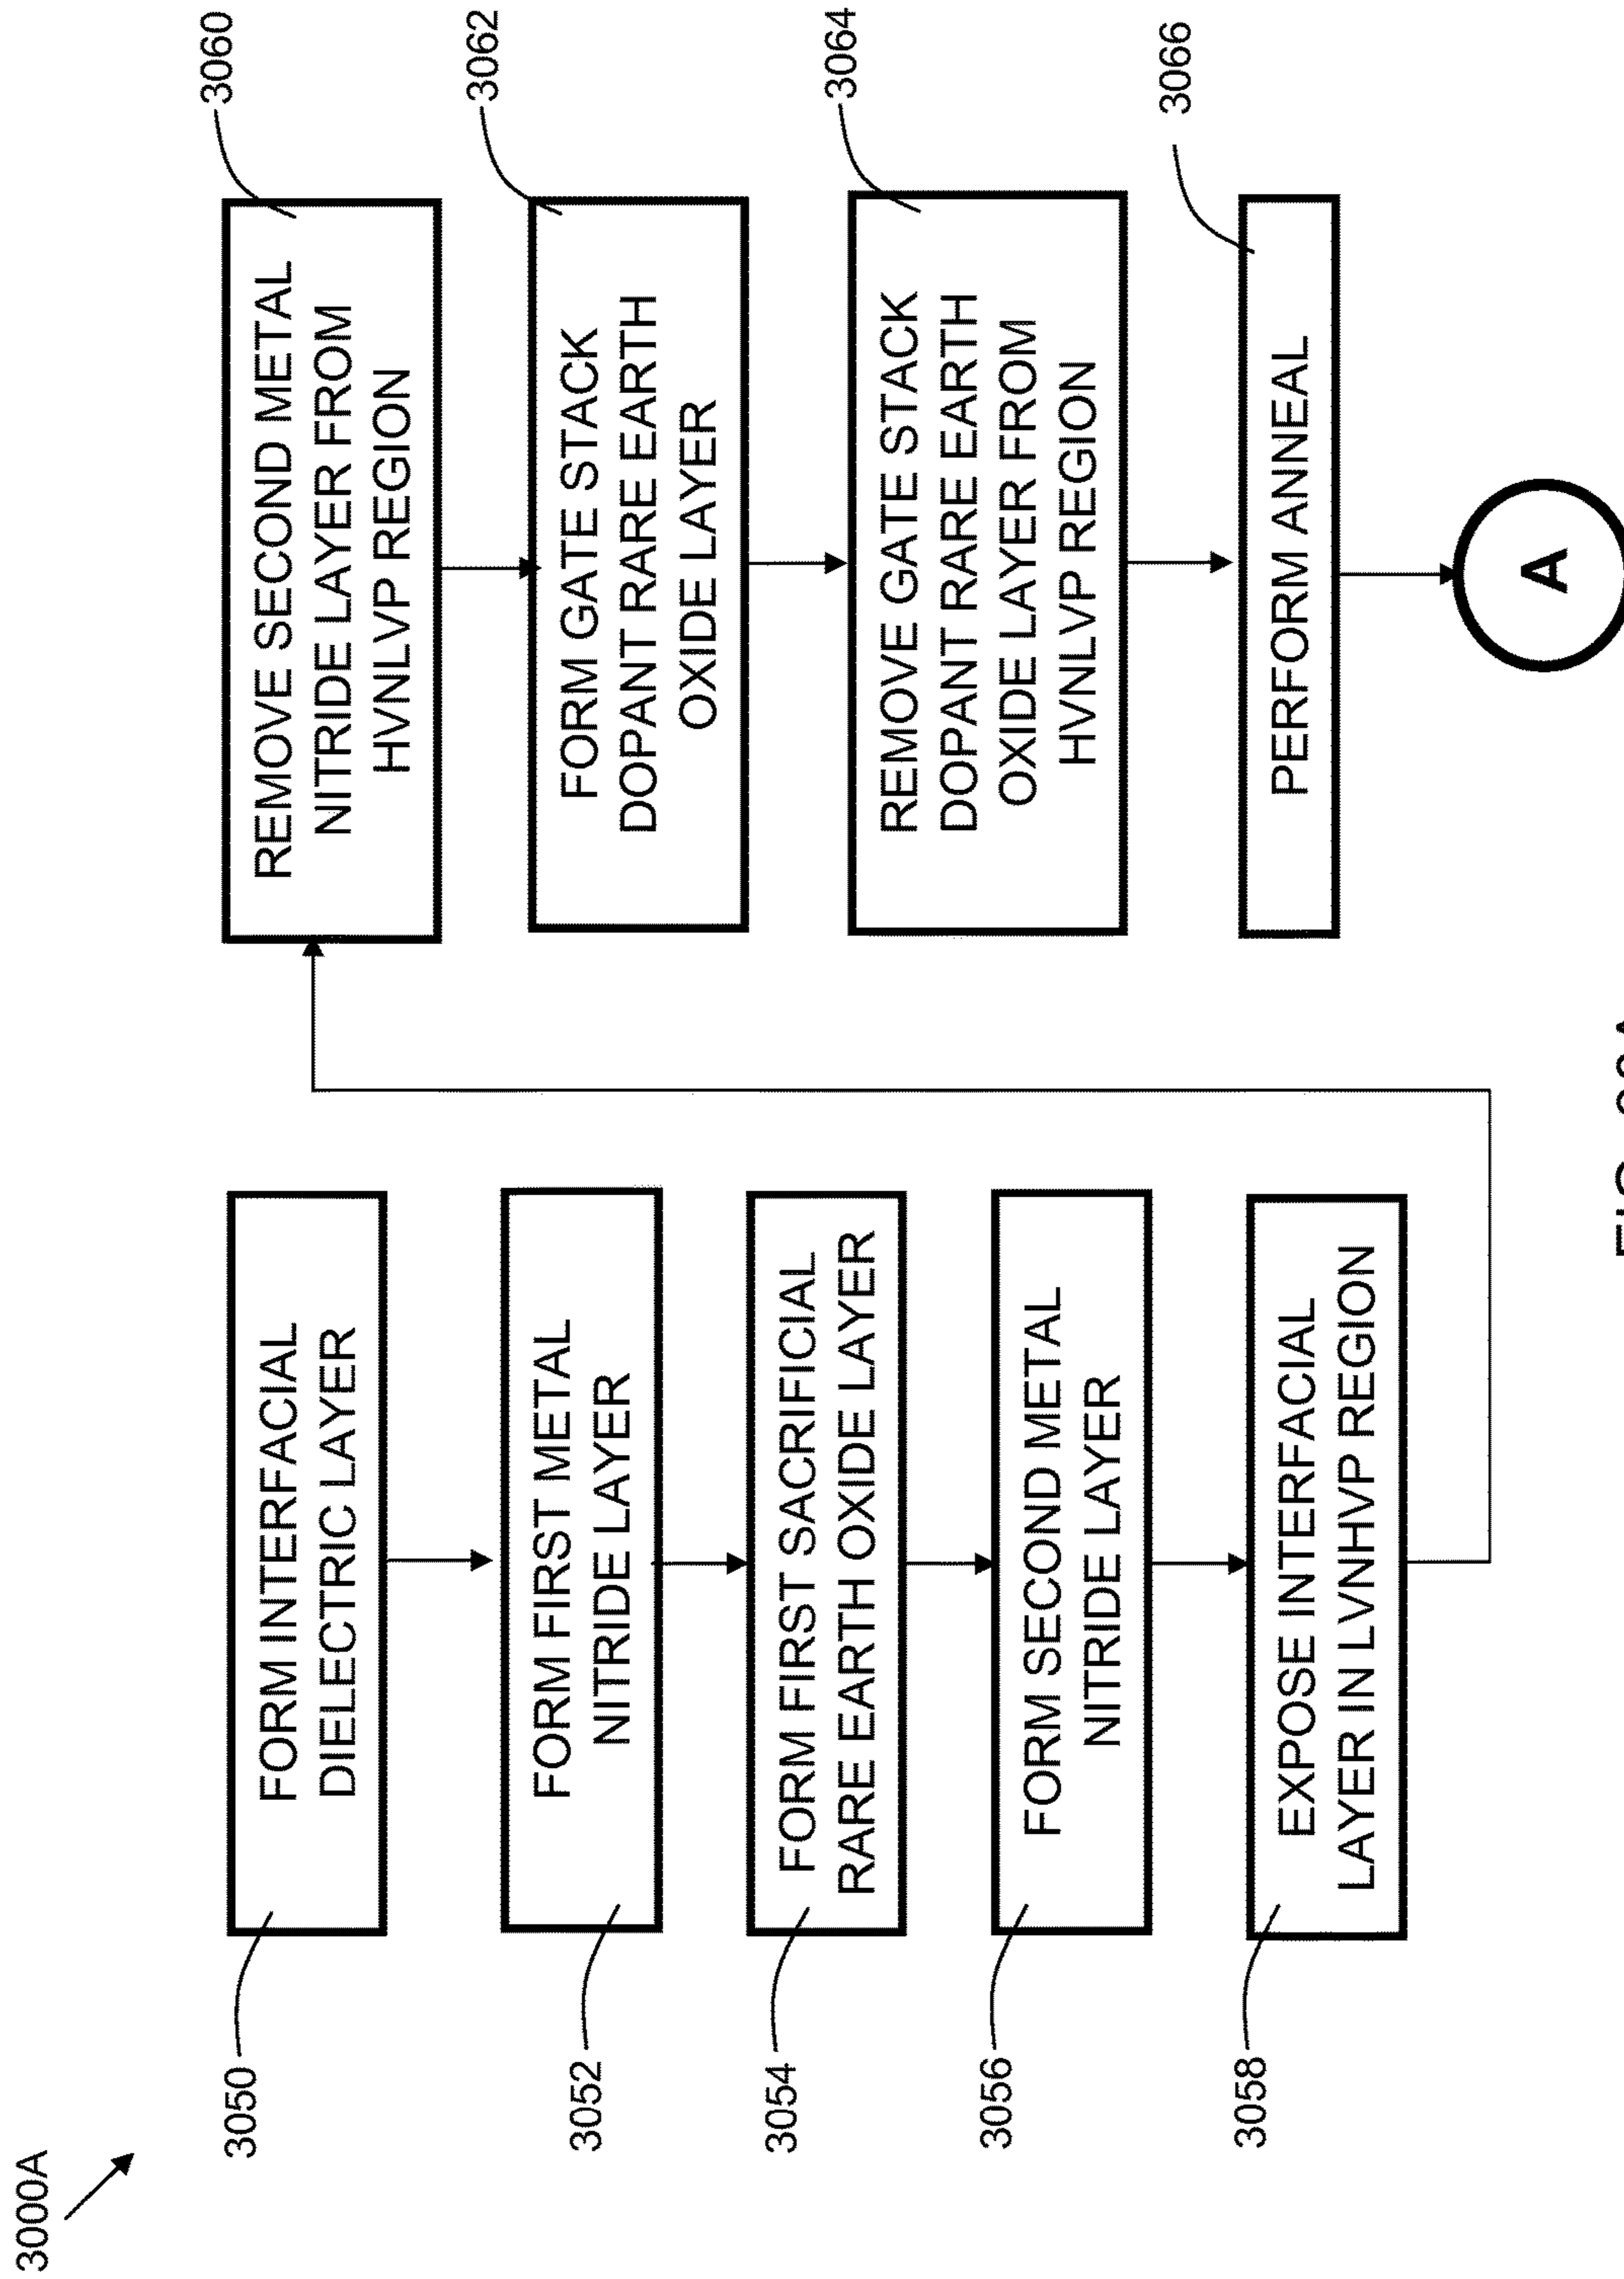 3000A
3050
FORM INTERFACIAL
DIELECTRIC LAYER
3052
FORM FIRST METAL
NITRIDE LAYER
3054
FORM FIRST SACRIFICIAL
RARE EARTH OXIDE LAYER
3056
FORM SECOND METAL
NITRIDE LAYER
3058
EXPOSE INTERFACIAL
LAYER IN LVNHVP REGION
3060
REMOVE SECOND METAL
NITRIDE LAYER FROM
HVNLVP REGION
3062
FORM GATE STACK
DOPANT RARE EARTH
OXIDE LAYER
3064
REMOVE GATE STACK
DOPANT RARE EARTH
OXIDE LAYER FROM
HVNLVP REGION
3066
PERFORM ANNEAL
A